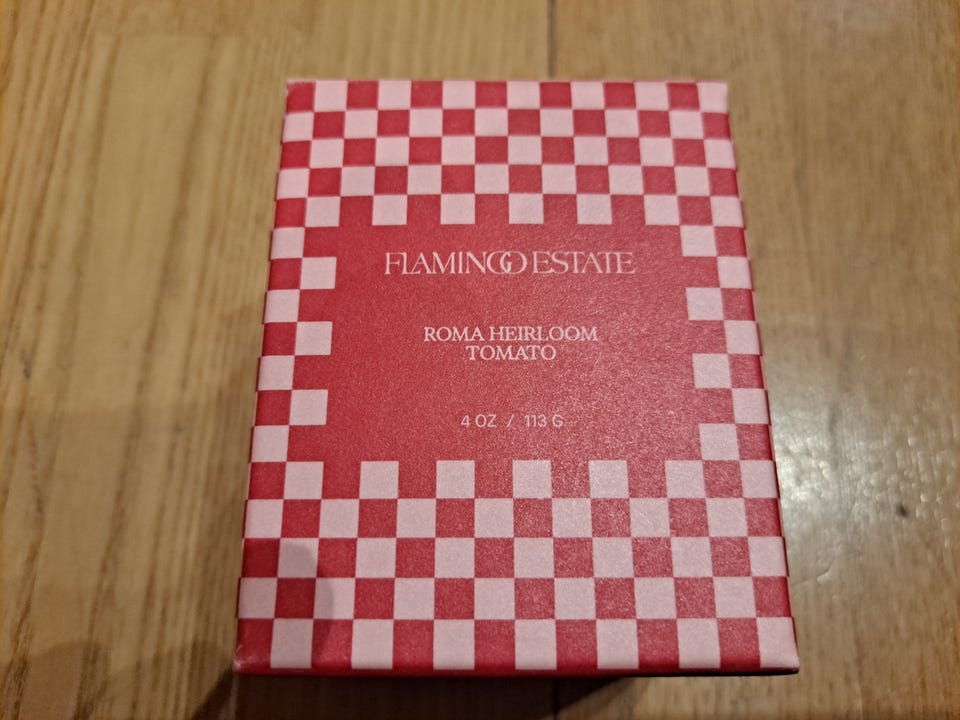 FLAMINGO ESTATE
ROMA HEIRLOOM
TOMATO
4 OZ / 113 G